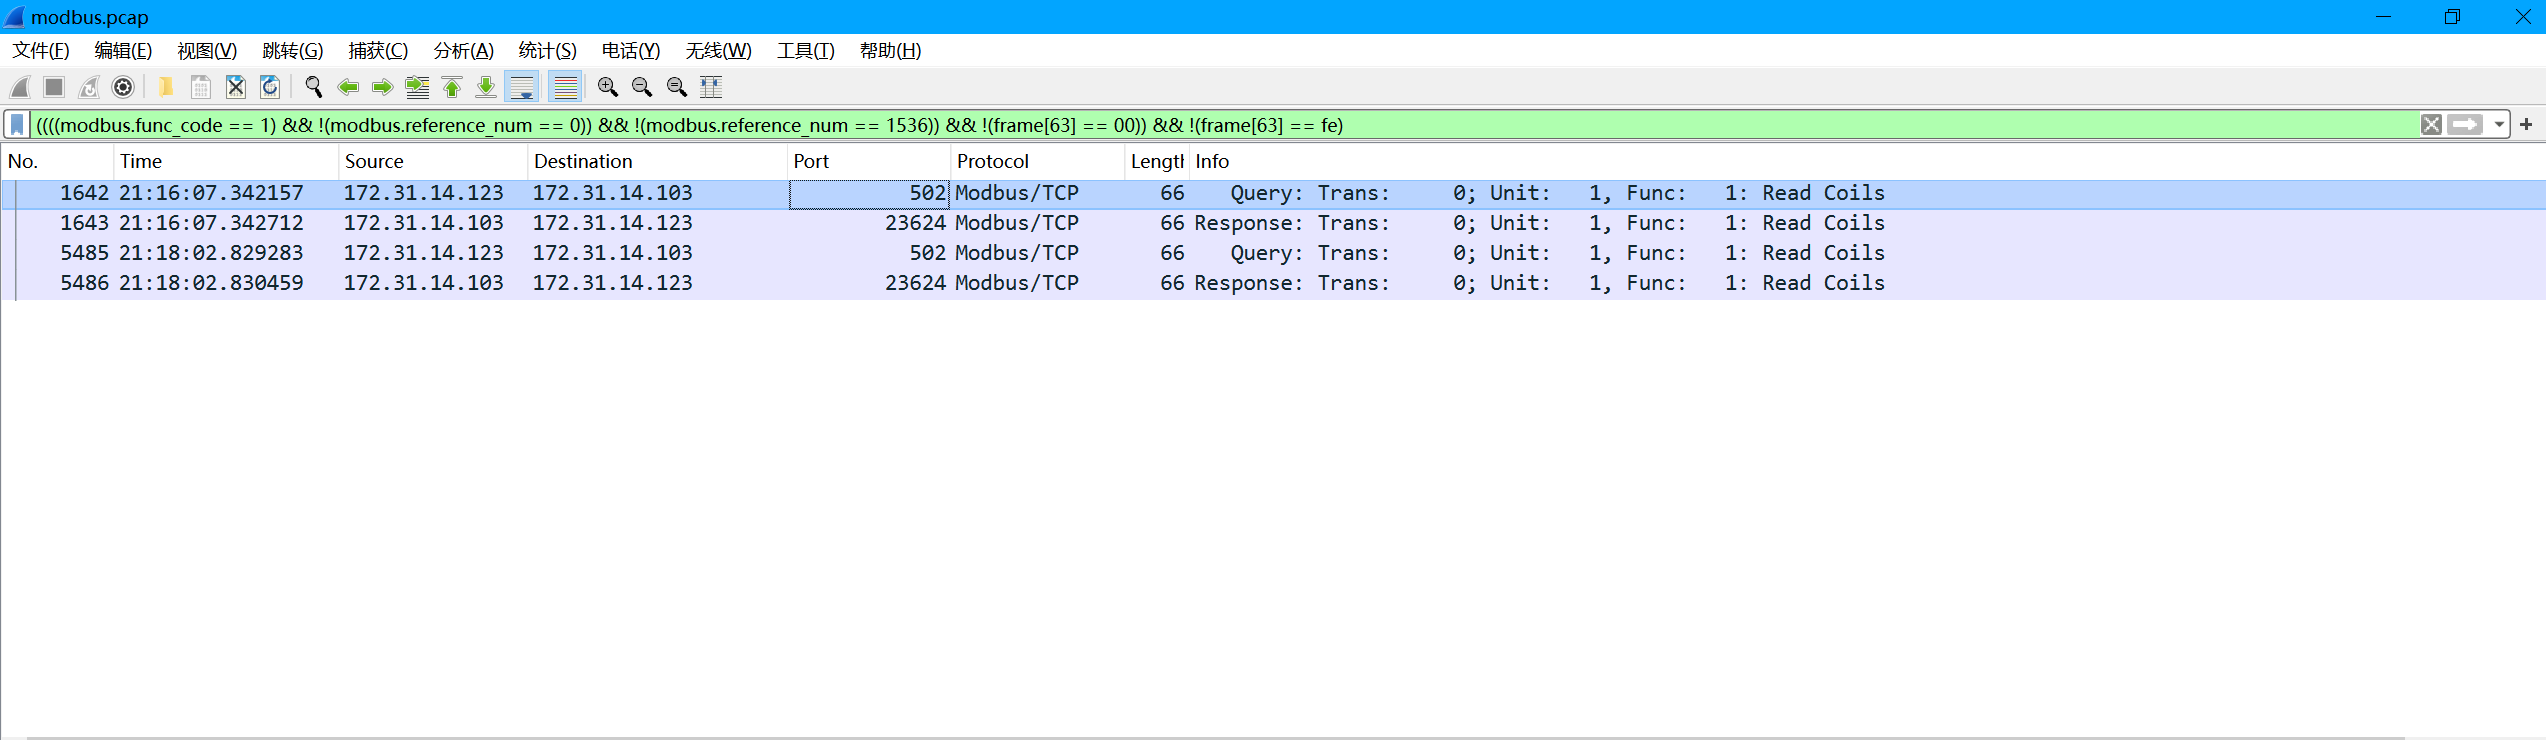 modbus.pcap
文件(F) 编辑(E) 视图(V) 跳转(G) 捕获(C) 分析(A) 统计(S) 电话(Y) 无线(W) 工具(T) 帮助(H)
((((modbus.func_code == 1) && !(modbus.reference_num == 0)) && !(modbus.reference_num == 1536)) && !(frame[63] == 00)) && !(frame[63] == fe)
No. Time Source Destination Port Protocol Length Info
1642 21:16:07.342157 172.31.14.123 172.31.14.103 502 Modbus/TCP 66 Query: Trans: 0; Unit: 1, Func: 1: Read Coils
1643 21:16:07.342712 172.31.14.103 172.31.14.123 23624 Modbus/TCP 66 Response: Trans: 0; Unit: 1, Func: 1: Read Coils
5485 21:18:02.829283 172.31.14.123 172.31.14.103 502 Modbus/TCP 66 Query: Trans: 0; Unit: 1, Func: 1: Read Coils
5486 21:18:02.830459 172.31.14.103 172.31.14.123 23624 Modbus/TCP 66 Response: Trans: 0; Unit: 1, Func: 1: Read Coils